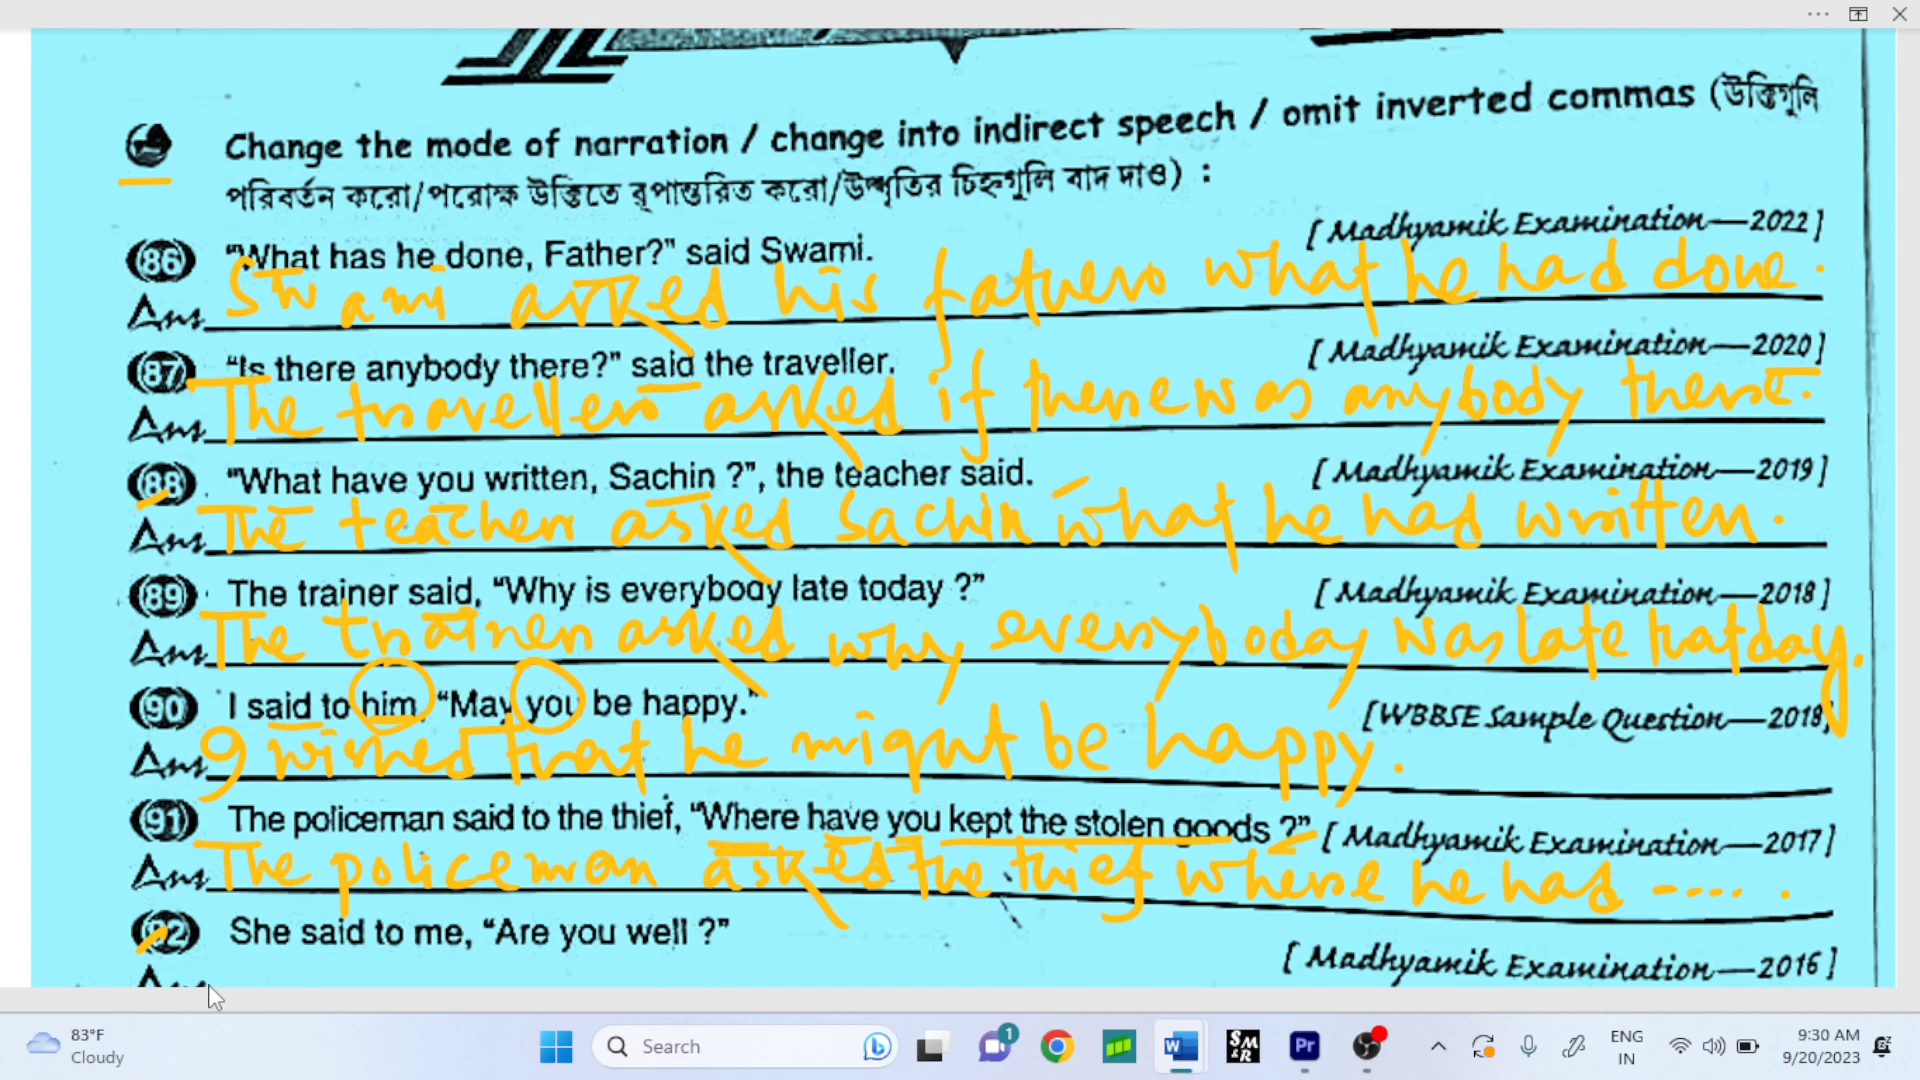 Change the mode of narration / change into indirect speech / omit inverted commas (উক্তিগুলি
পরিবর্তন করো/পরোক্ষ উক্তিতে রূপান্তরিত করো/উদ্ধৃতির চিহ্নগুলি বাদ দাও) :
[ Madhyamik Examination—2022 ]
86 "What has he done, Father?" said Swami.
Ans Swami asked his father what he had done.
87 "Is there anybody there?" said the traveller. [ Madhyamik Examination—2020 ]
Ans The traveller asked if there was anybody there.
88 "What have you written, Sachin ?", the teacher said. [ Madhyamik Examination—2019 ]
Ans The teacher asked Sachin what he had written.
89 The trainer said, "Why is everybody late today ?" [ Madhyamik Examination—2018 ]
Ans The trainer asked why everybody was late that day.
90 I said to him, "May you be happy." [WBBSE Sample Question—2018]
Ans I wished that he might be happy.
91 The policeman said to the thief, "Where have you kept the stolen goods ?" [ Madhyamik Examination—2017 ]
Ans The policeman asked the thief where he had ..... .
92 She said to me, "Are you well ?"
[ Madhyamik Examination—2016 ]
Ans
83°F
Cloudy
Search
1
W
SM
&R
Pr
ENG
IN
9:30 AM
9/20/2023